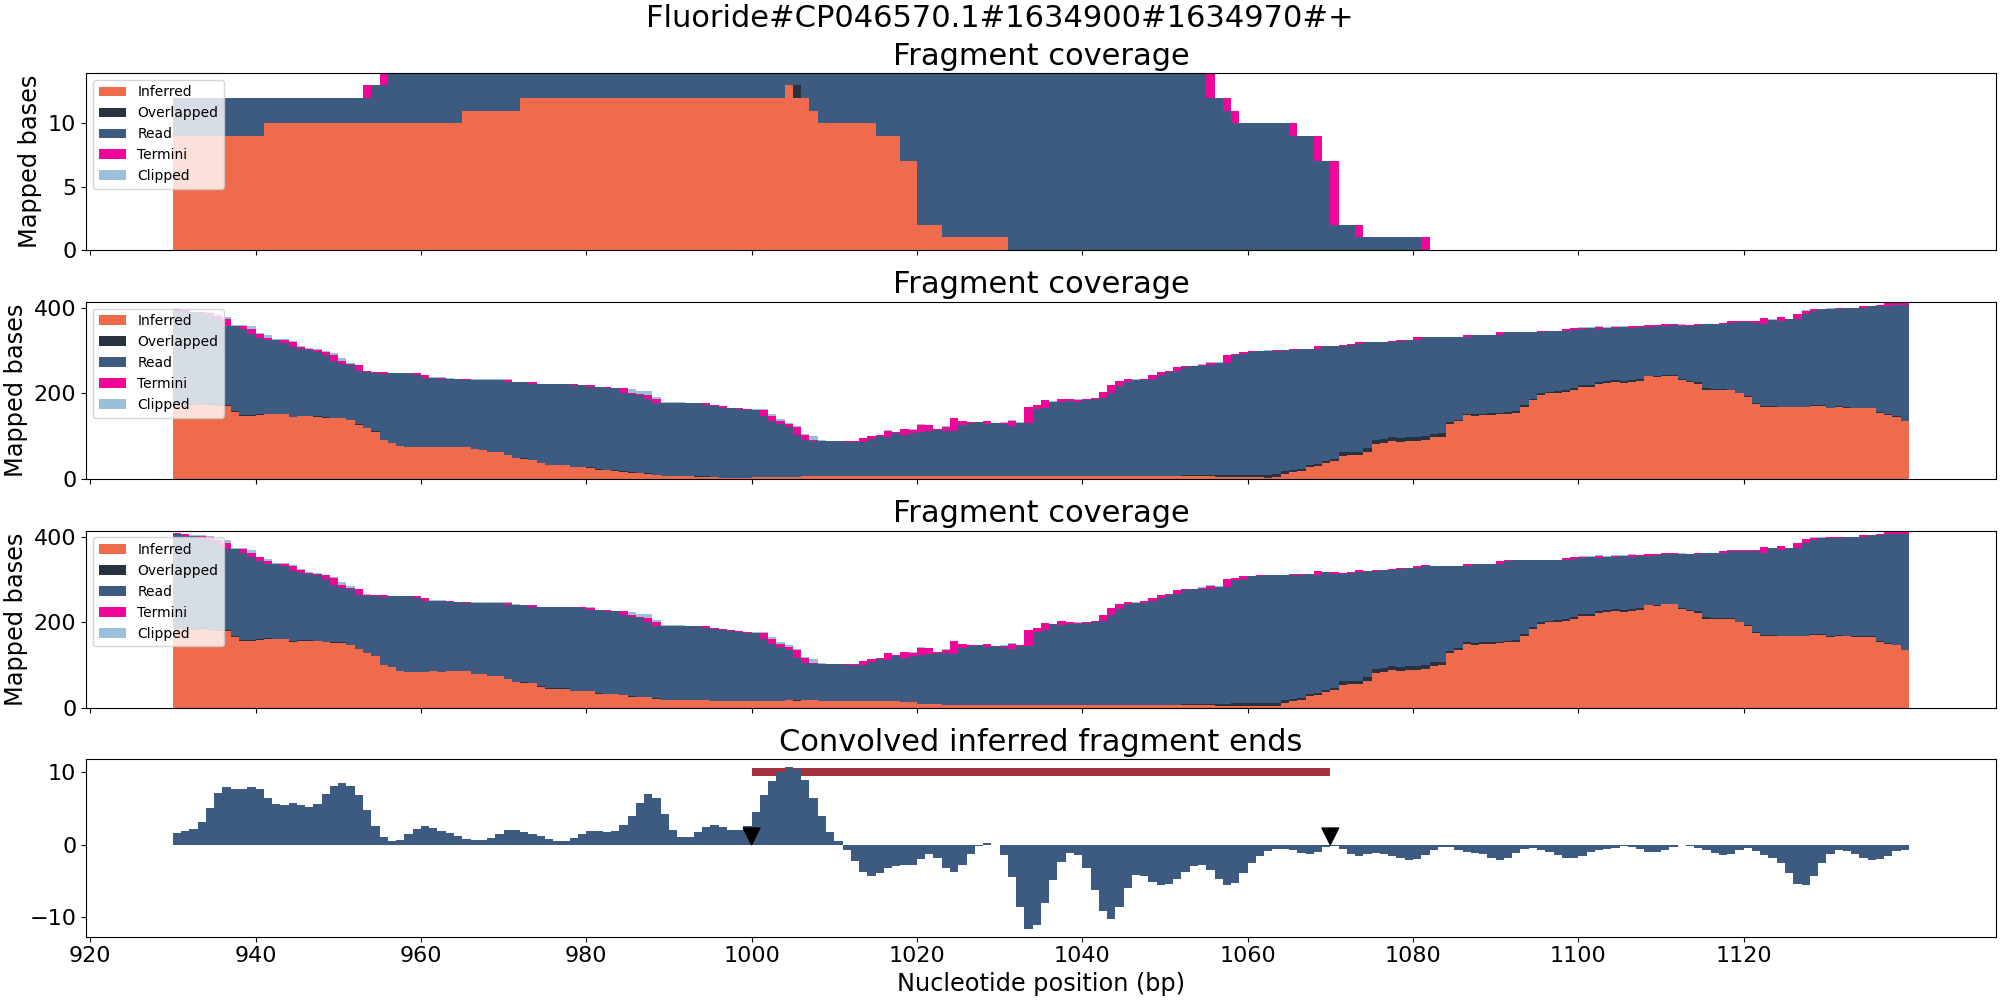 Fluoride#CP046570.1#1634900#1634970#+
Fragment coverage
Mapped bases
10
5
0
Inferred
Overlapped
Read
Termini
Clipped
Fragment coverage
Mapped bases
400
200
0
Inferred
Overlapped
Read
Termini
Clipped
Fragment coverage
Mapped bases
400
200
0
Inferred
Overlapped
Read
Termini
Clipped
Convolved inferred fragment ends
10
0
−10
920 940 960 980 1000 1020 1040 1060 1080 1100 1120
Nucleotide position (bp)